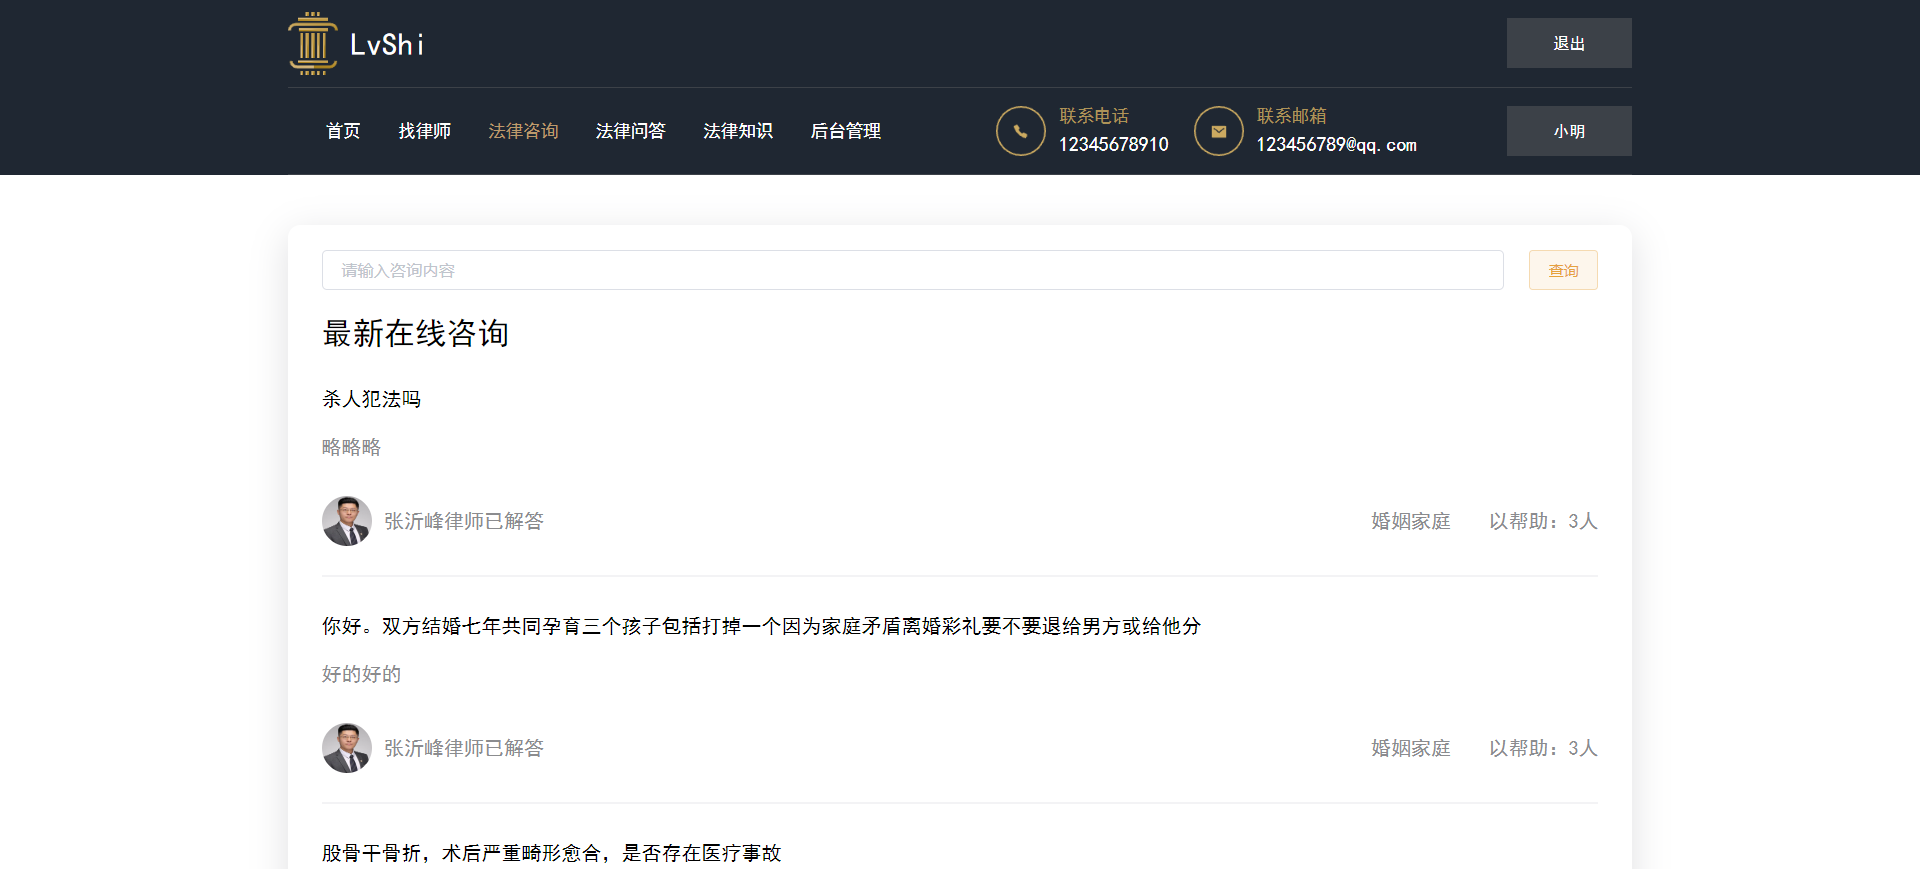 LvShi
退出
首页 找律师 法律咨询 法律问答 法律知识 后台管理
联系电话
12345678910
联系邮箱
123456789@qq.com
小明
请输入咨询内容
查询
最新在线咨询
杀人犯法吗
略略略
张沂峰律师已解答 婚姻家庭 以帮助：3人
你好。双方结婚七年共同孕育三个孩子包括打掉一个因为家庭矛盾离婚彩礼要不要退给男方或给他分
好的好的
张沂峰律师已解答 婚姻家庭 以帮助：3人
股骨干骨折，术后严重畸形愈合，是否存在医疗事故